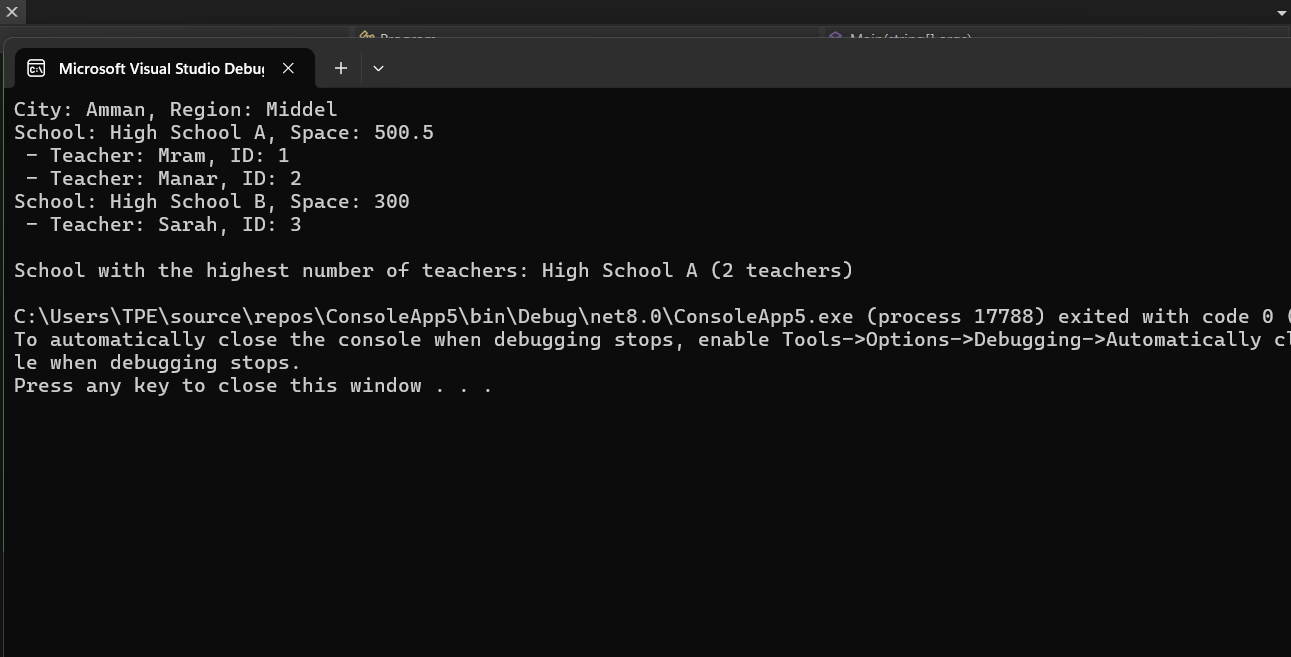 Microsoft Visual Studio Debug
City: Amman, Region: Middel
School: High School A, Space: 500.5
- Teacher: Mram, ID: 1
- Teacher: Manar, ID: 2
School: High School B, Space: 300
- Teacher: Sarah, ID: 3
School with the highest number of teachers: High School A (2 teachers)
C:\Users\TPE\source\repos\ConsoleApp5\bin\Debug\net8.0\ConsoleApp5.exe (process 17788) exited with code 0 (
To automatically close the console when debugging stops, enable Tools->Options->Debugging->Automatically cl
le when debugging stops.
Press any key to close this window . . .